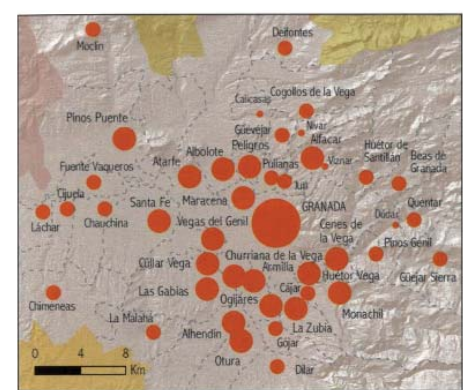 Moclín
Deifontes
Calicasas
Cogollos de la Vega
Pinos Puente
Güevejar
Nívar
Alfacar
Peligros
Albolote
Atarfe
Pulianas
Víznar
Huétor de
Santillán
Beas de
Granada
Fuente Vaqueros
Jun
Cijuela
Maracena
Santa Fe
GRANADA
Láchar
Chauchina
Vegas del Genil
Dúdar
Quéntar
Cenes de
la Vega
Pinos Genil
Churriana de la Vega
Cúllar Vega
Armilla
Huétor Vega
Güejar Sierra
Las Gabias
Cájar
Ogíjares
Monachil
Chimeneas
La Malahá
La Zubia
Alhendín
Gójar
Otura
Dílar
0 4 8
Km